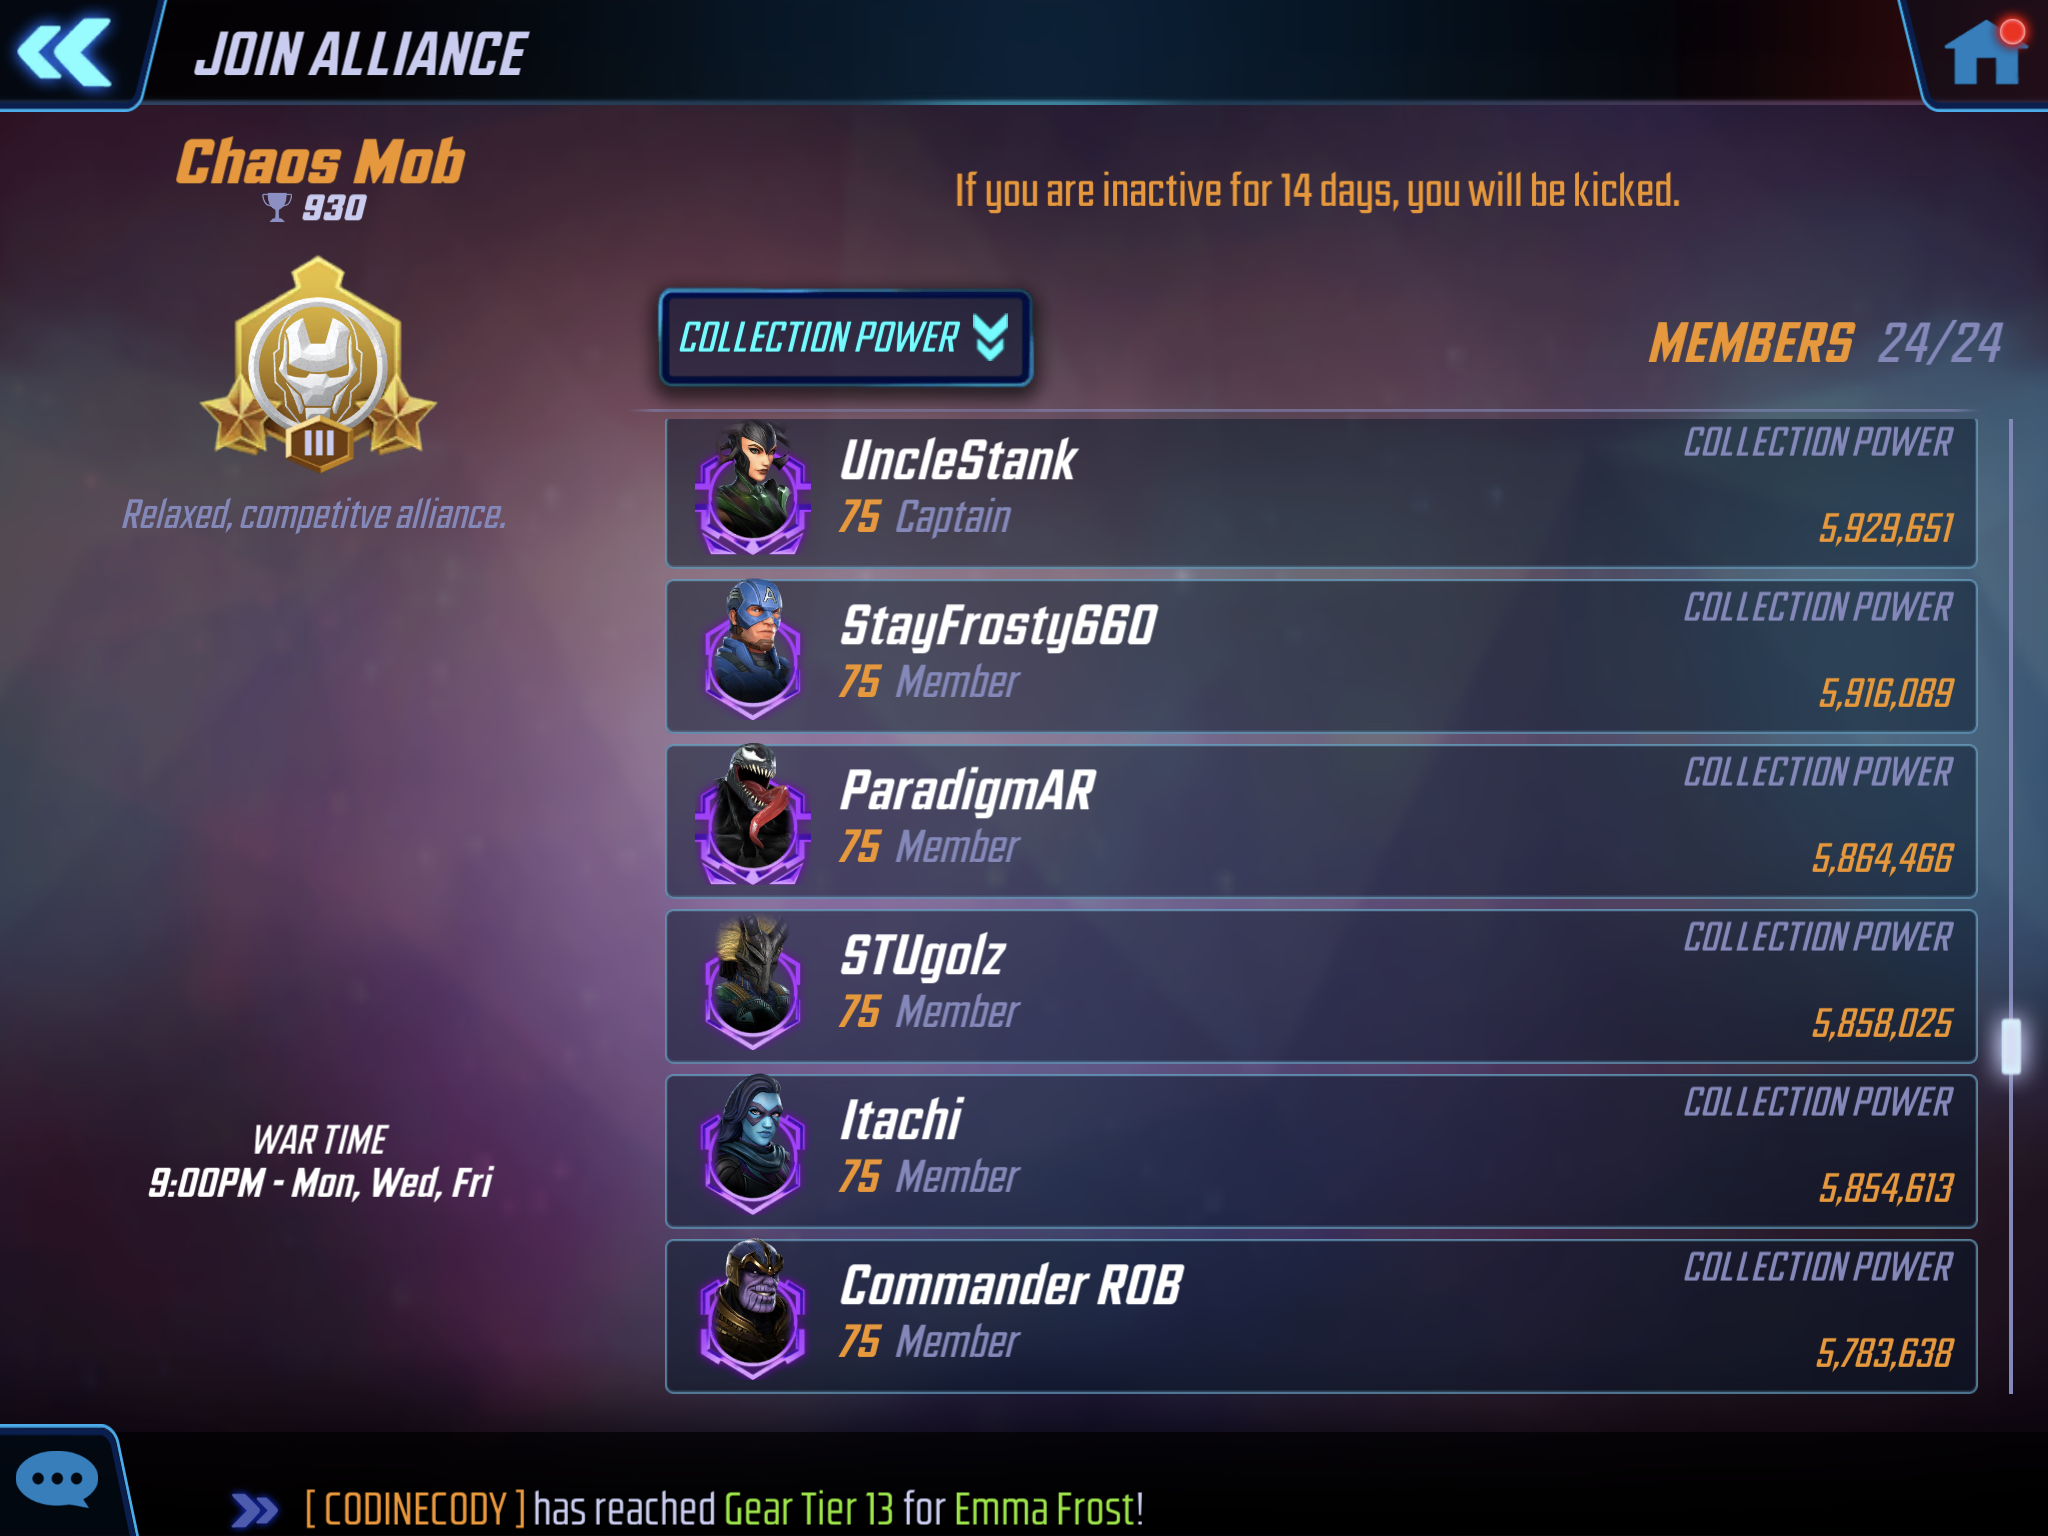 JOIN ALLIANCE
Chaos Mob
930
III
Relaxed, competitve alliance.
WAR TIME
9:00PM - Mon, Wed, Fri
If you are inactive for 14 days, you will be kicked.
COLLECTION POWER
MEMBERS 24/24
UncleStank
75 Captain
COLLECTION POWER
5,929,651
StayFrosty660
75 Member
COLLECTION POWER
5,916,089
ParadigmAR
75 Member
COLLECTION POWER
5,864,466
STUgolz
75 Member
COLLECTION POWER
5,858,025
Itachi
75 Member
COLLECTION POWER
5,854,613
Commander ROB
75 Member
COLLECTION POWER
5,783,638
[ CODINECODY ] has reached Gear Tier 13 for Emma Frost!